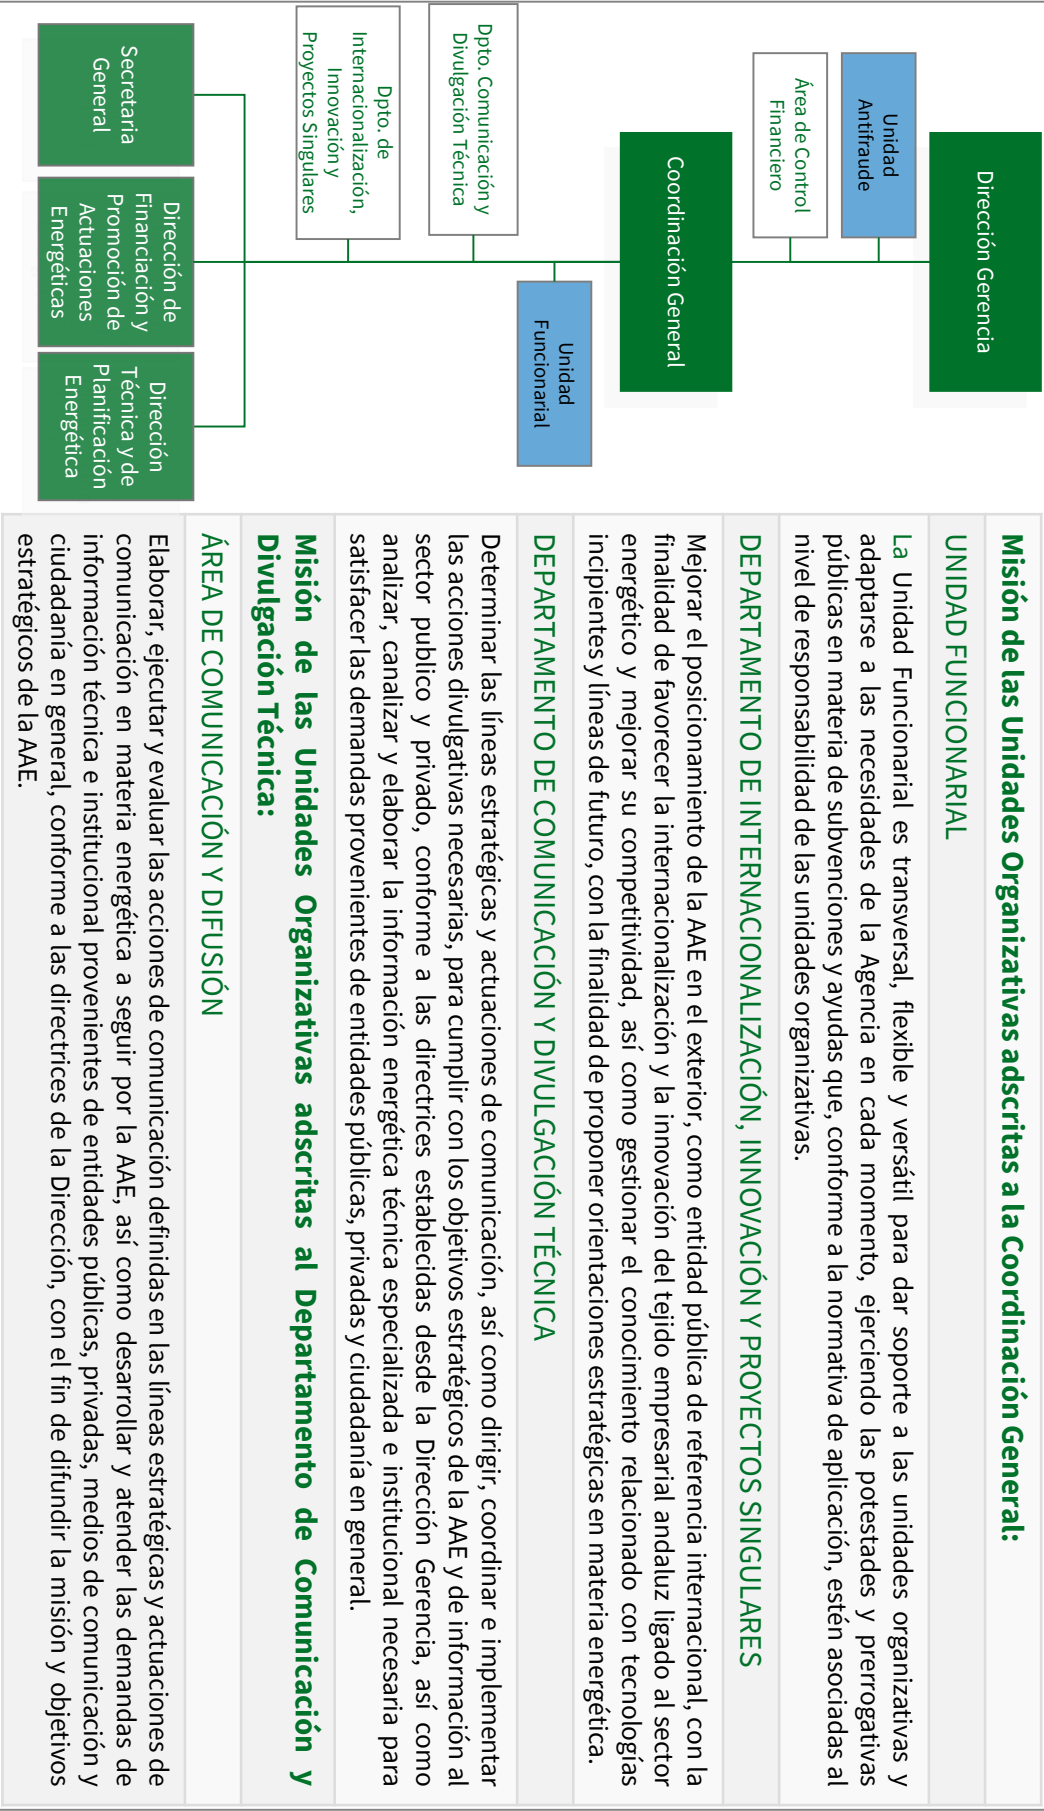 Dirección Gerencia
Unidad
Antifraude
Área de Control
Financiero
Coordinación General
Unidad
Funcionarial
Dpto. Comunicación y
Divulgación Técnica
Dpto. de
Internacionalización,
Innovación y
Proyectos Singulares
Secretaria
General
Dirección de
Financiación y
Promoción de
Actuaciones
Energéticas
Dirección
Técnica y de
Planificación
Energética
Misión de las Unidades Organizativas adscritas a la Coordinación General:
UNIDAD FUNCIONARIAL
La Unidad Funcionarial es transversal, flexible y versátil para dar soporte a las unidades organizativas y
adaptarse a las necesidades de la Agencia en cada momento, ejerciendo las potestades y prerrogativas
públicas en materia de subvenciones y ayudas que, conforme a la normativa de aplicación, estén asociadas al
nivel de responsabilidad de las unidades organizativas.
DEPARTAMENTO DE INTERNACIONALIZACIÓN, INNOVACIÓN Y PROYECTOS SINGULARES
Mejorar el posicionamiento de la AAE en el exterior, como entidad pública de referencia internacional, con la
finalidad de favorecer la internacionalización y la innovación del tejido empresarial andaluz ligado al sector
energético y mejorar su competitividad, así como gestionar el conocimiento relacionado con tecnologías
incipientes y líneas de futuro, con la finalidad de proponer orientaciones estratégicas en materia energética.
DEPARTAMENTO DE COMUNICACIÓN Y DIVULGACIÓN TÉCNICA
Determinar las líneas estratégicas y actuaciones de comunicación, así como dirigir, coordinar e implementar
las acciones divulgativas necesarias, para cumplir con los objetivos estratégicos de la AAE y de información al
sector publico y privado, conforme a las directrices establecidas desde la Dirección Gerencia, así como
analizar, canalizar y elaborar la información energética técnica especializada e institucional necesaria para
satisfacer las demandas provenientes de entidades públicas, privadas y ciudadanía en general.
Misión de las Unidades Organizativas adscritas al Departamento de Comunicación y
Divulgación Técnica:
ÁREA DE COMUNICACIÓN Y DIFUSIÓN
Elaborar, ejecutar y evaluar las acciones de comunicación definidas en las líneas estratégicas y actuaciones de
comunicación en materia energética a seguir por la AAE, así como desarrollar y atender las demandas de
información técnica e institucional provenientes de entidades públicas, privadas, medios de comunicación y
ciudadanía en general, conforme a las directrices de la Dirección, con el fin de difundir la misión y objetivos
estratégicos de la AAE.